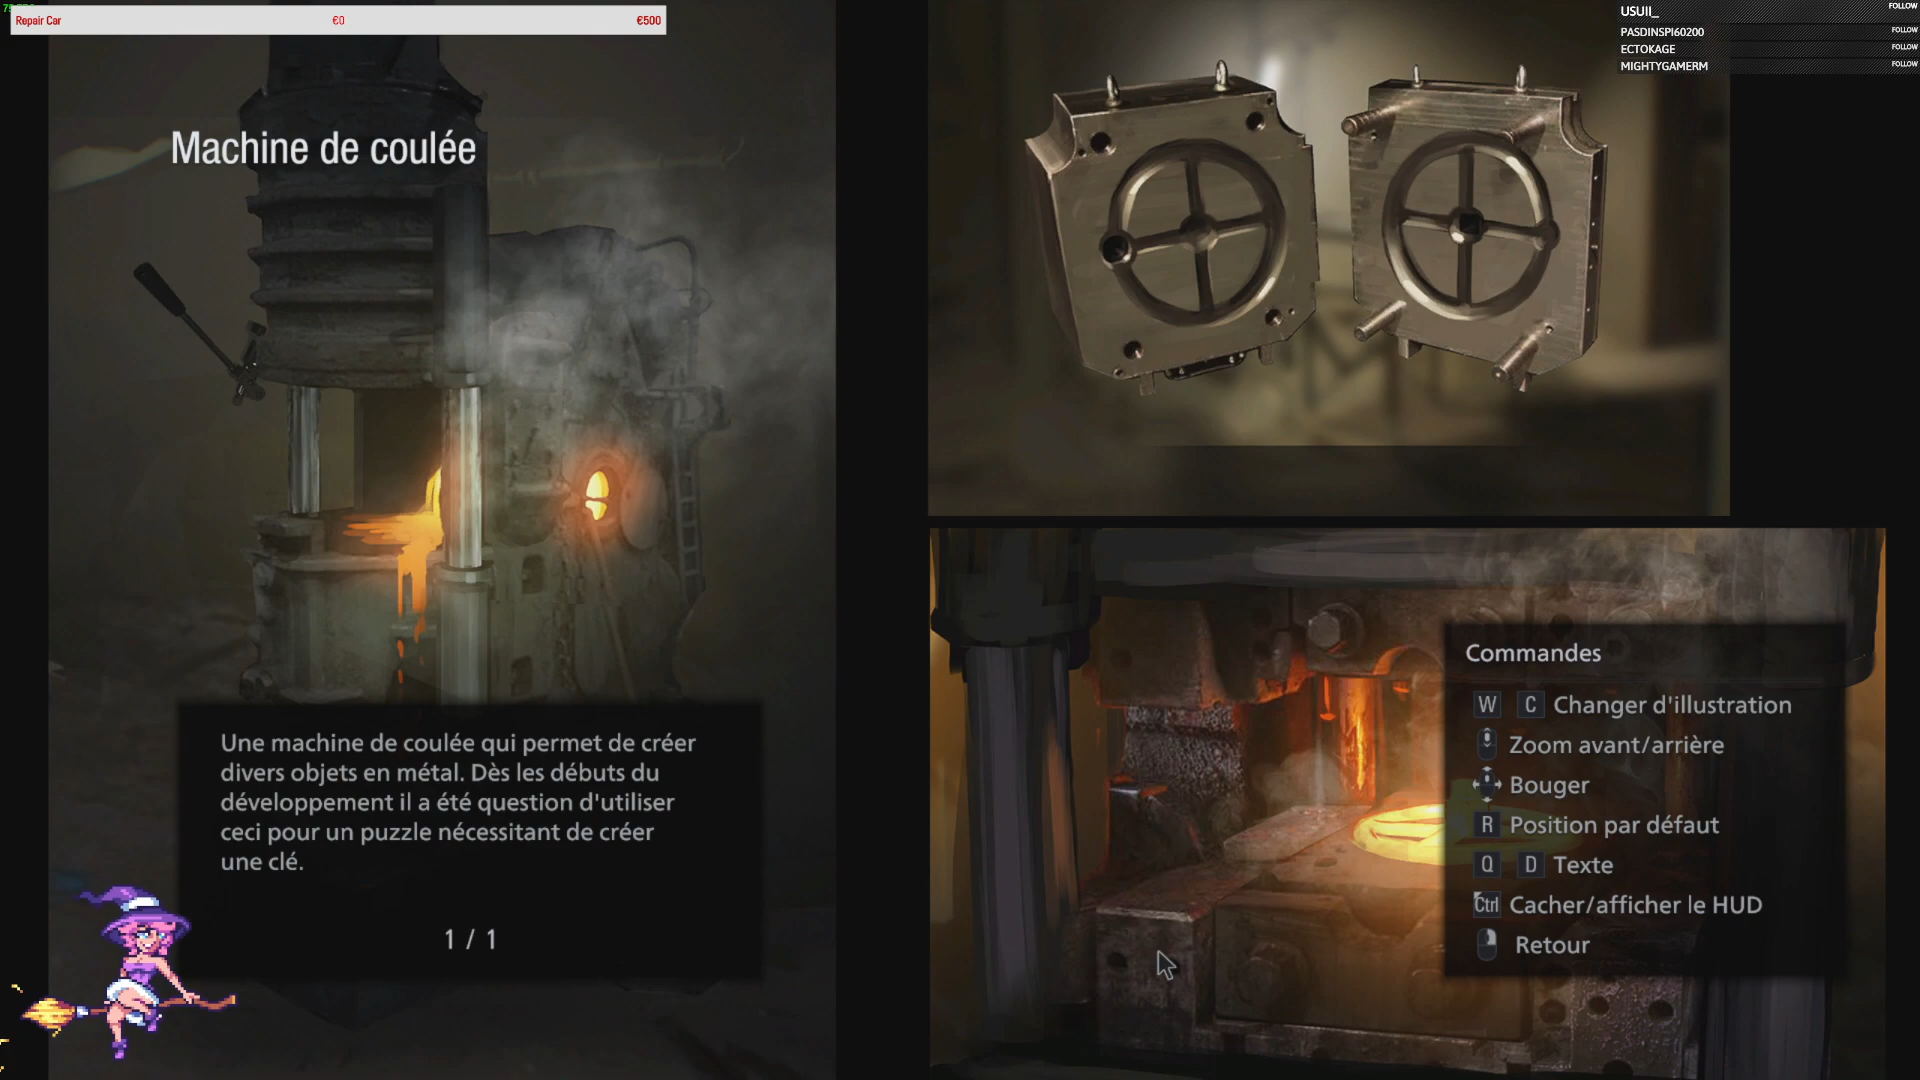 Repair Car €0 €500
USUII_ FOLLOW
PASDINSPI60200 FOLLOW
ECTOKAGE FOLLOW
MIGHTYGAMERM FOLLOW
Machine de coulée
Une machine de coulée qui permet de créer
divers objets en métal. Dès les débuts du
développement il a été question d'utiliser
ceci pour un puzzle nécessitant de créer
une clé.
1 / 1
Commandes
W C Changer d'illustration
Zoom avant/arrière
Bouger
R Position par défaut
Q D Texte
Ctrl Cacher/afficher le HUD
Retour